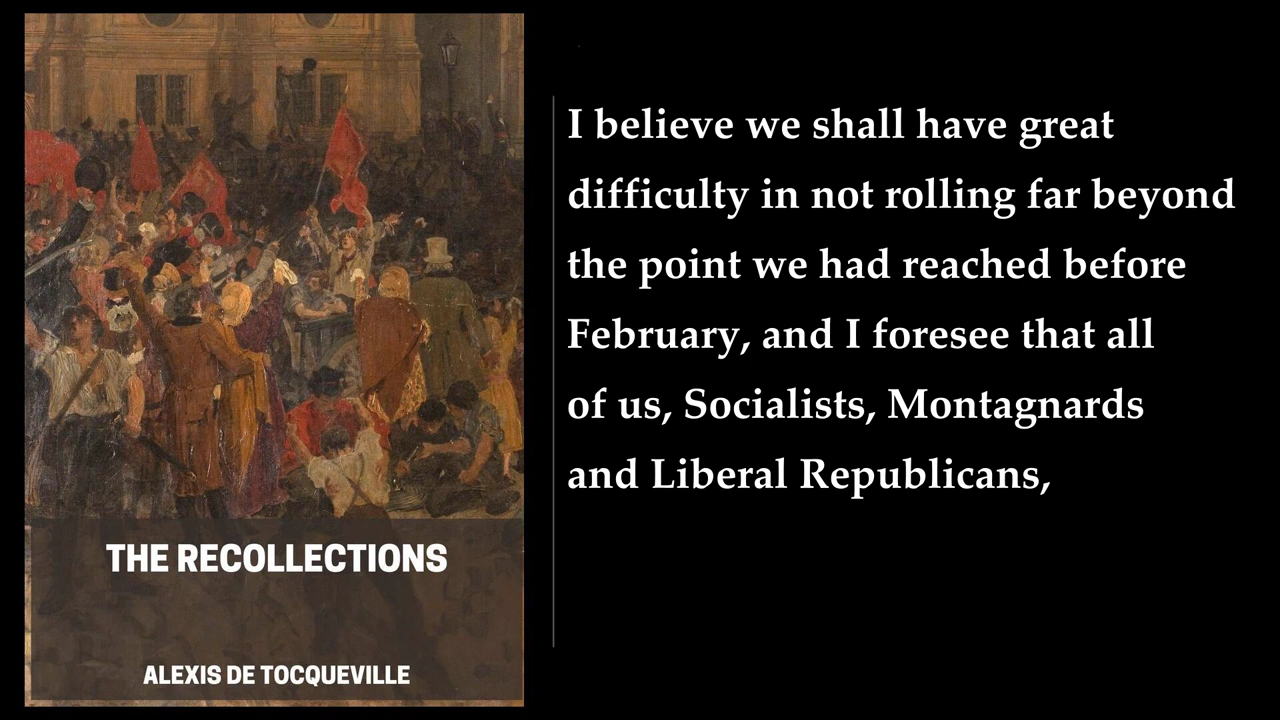 THE RECOLLECTIONS
ALEXIS DE TOCQUEVILLE
I believe we shall have great
difficulty in not rolling far beyond
the point we had reached before
February, and I foresee that all
of us, Socialists, Montagnards
and Liberal Republicans,